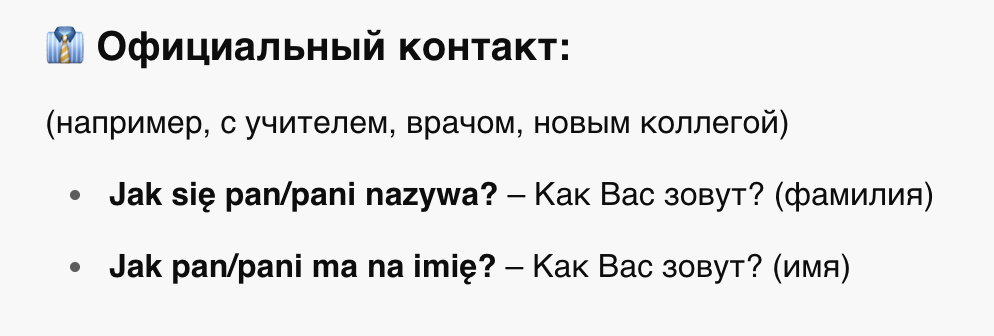 👔 Официальный контакт:
(например, с учителем, врачом, новым коллегой)
• Jak się pan/pani nazywa? – Как Вас зовут? (фамилия)
• Jak pan/pani ma na imię? – Как Вас зовут? (имя)